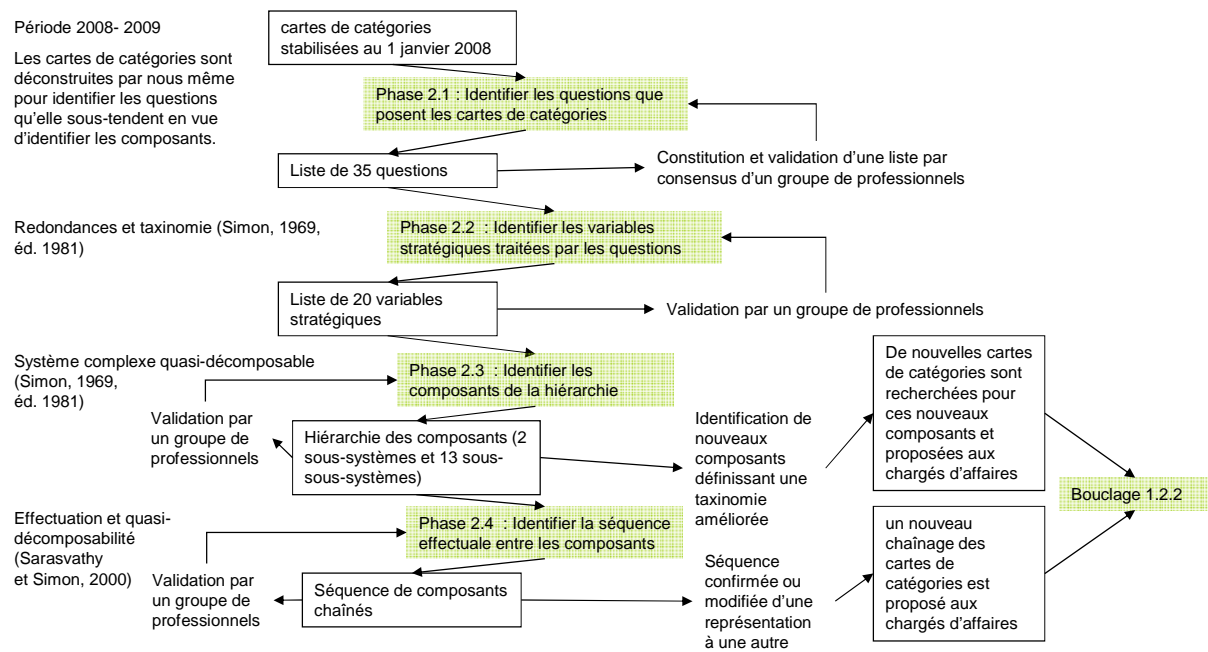 Période 2008- 2009
Les cartes de catégories sont
déconstruites par nous même
pour identifier les questions
qu'elle sous-tendent en vue
d'identifier les composants.
cartes de catégories
stabilisées au 1 janvier 2008
Phase 2.1 : Identifier les questions que
posent les cartes de catégories
Liste de 35 questions
Constitution et validation d'une liste par
consensus d'un groupe de professionnels
Redondances et taxinomie (Simon, 1969,
éd. 1981)
Phase 2.2 : Identifier les variables
stratégiques traitées par les questions
Liste de 20 variables
stratégiques
Validation par un groupe de professionnels
Système complexe quasi-décomposable
(Simon, 1969,
éd. 1981)
Phase 2.3 : Identifier les
composants de la hiérarchie
Validation par
un groupe de
professionnels
Hiérarchie des composants (2
sous-systèmes et 13 sous-
sous-systèmes)
Identification de
nouveaux
composants
définissant une
taxinomie
améliorée
De nouvelles cartes
de catégories sont
recherchées pour
ces nouveaux
composants et
proposées aux
chargés d'affaires
Bouclage 1.2.2
Effectuation et quasi-
décomposabilité
(Sarasvathy
et Simon, 2000)
Phase 2.4 : Identifier la séquence
effectuale entre les composants
Validation par
un groupe de
professionnels
Séquence de composants
chaînés
Séquence
confirmée ou
modifiée d'une
représentation
à une autre
un nouveau
chaînage des
cartes de
catégories est
proposé aux
chargés d'affaires